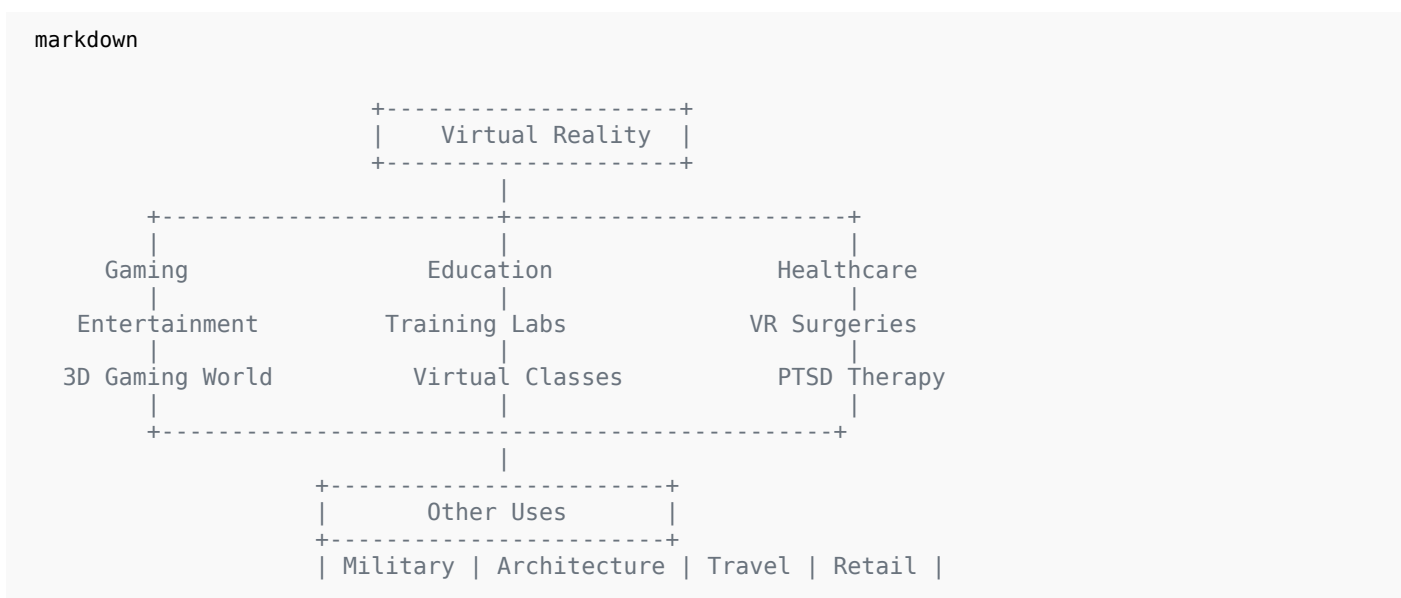 markdown
Virtual Reality
Gaming Education Healthcare
Entertainment Training Labs VR Surgeries
3D Gaming World Virtual Classes PTSD Therapy
Other Uses
| Military | Architecture | Travel | Retail |